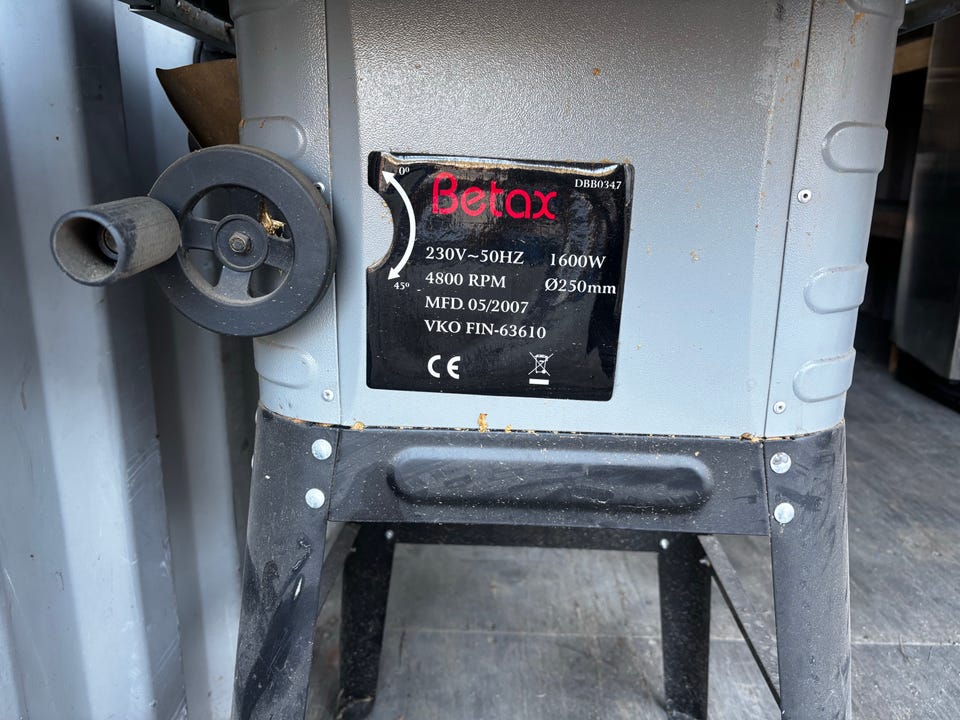 0°
Betax
DBB0347
230V~50HZ 1600W
4800 RPM Ø250mm
45°
MFD. 05/2007
VKO FIN-63610
CE